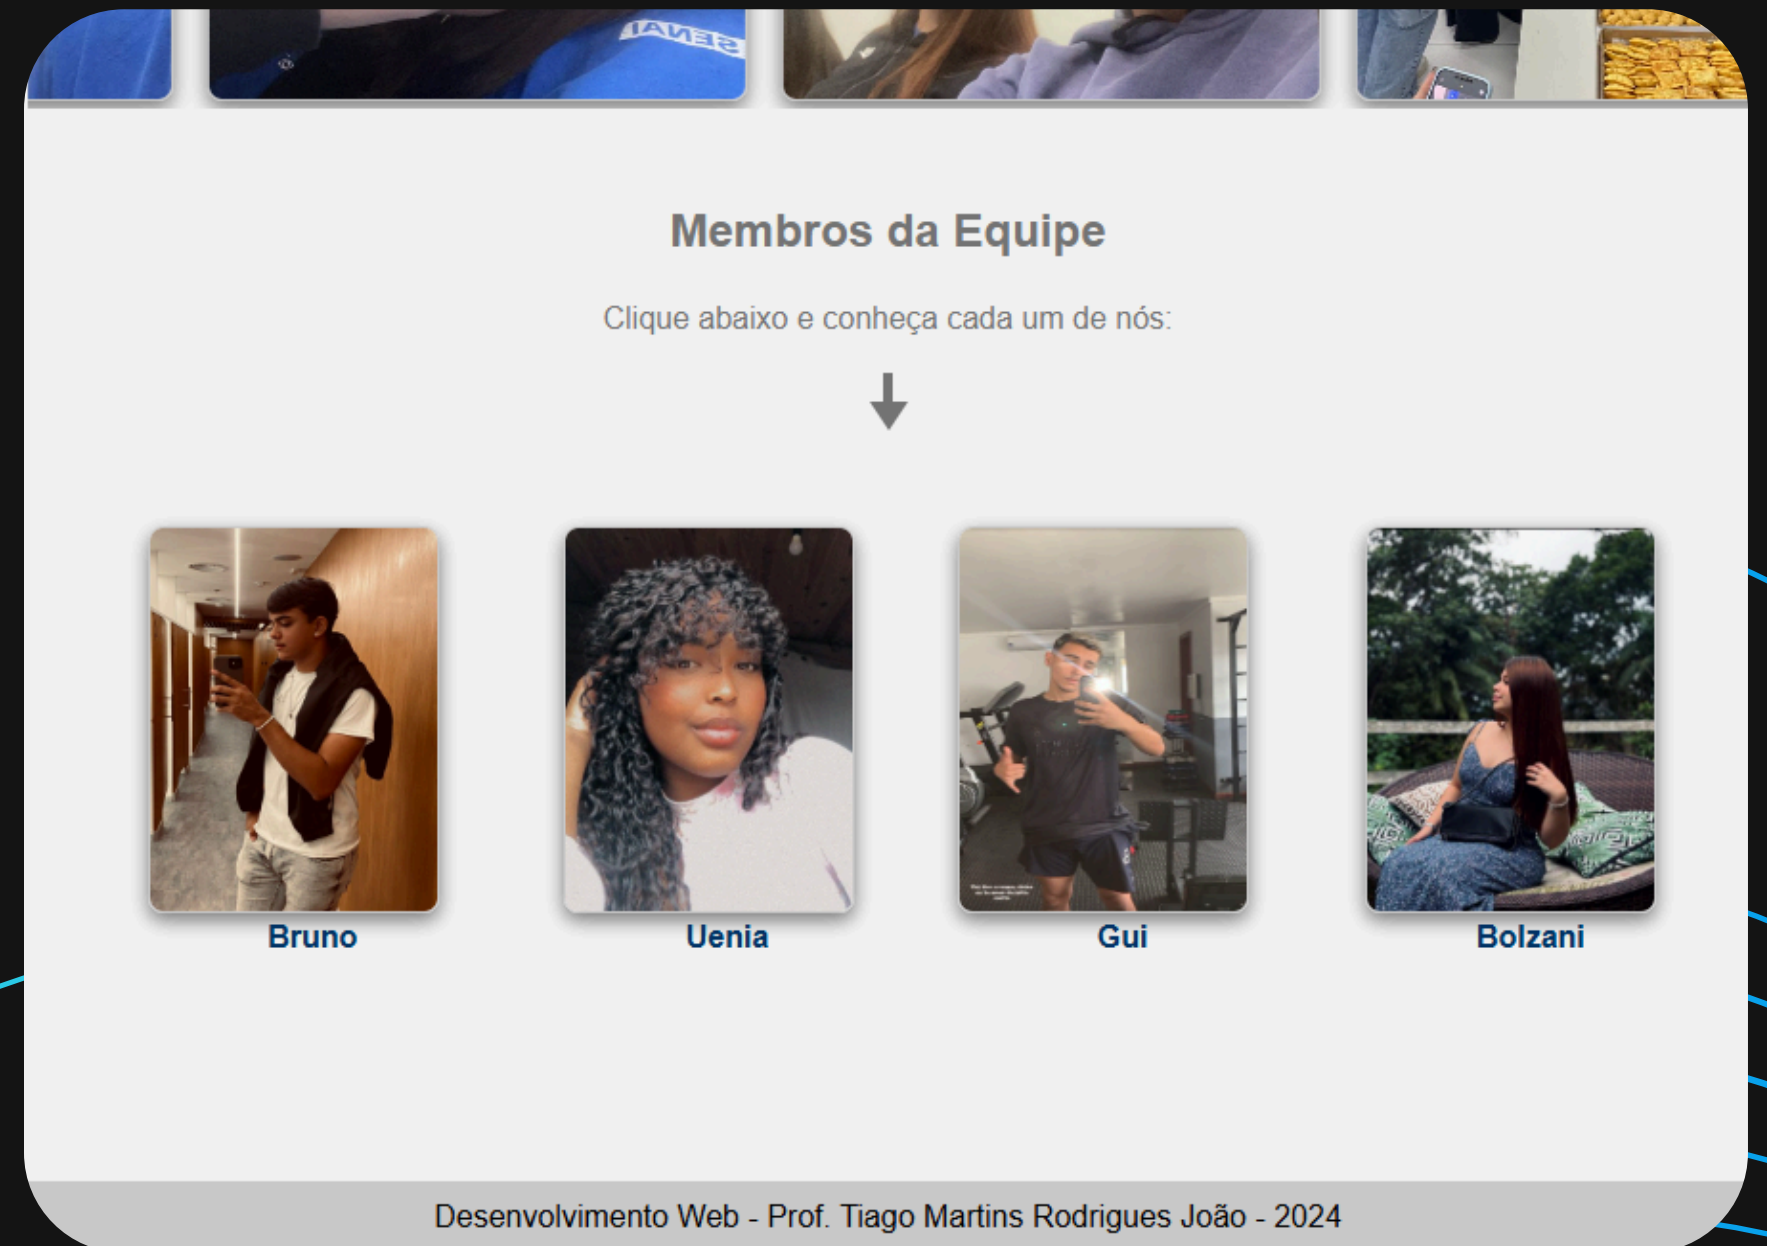 SENAI
Membros da Equipe
Clique abaixo e conheça cada um de nós:
Bruno
Uenia
Gui
Bolzani
Desenvolvimento Web - Prof. Tiago Martins Rodrigues João - 2024